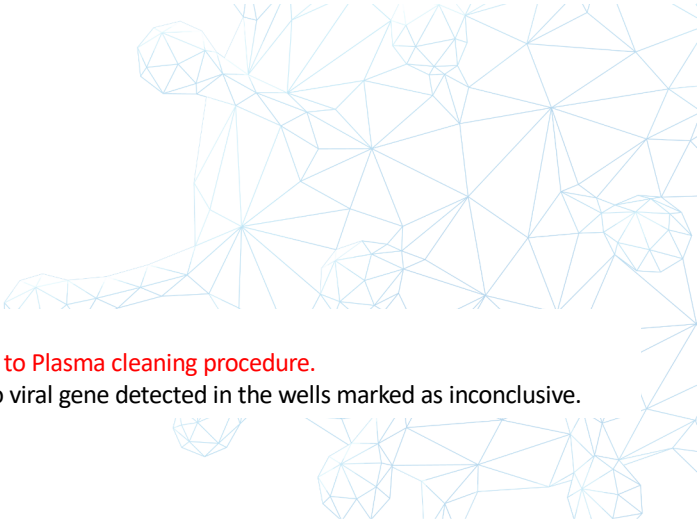 to Plasma cleaning procedure.
viral gene detected in the wells marked as inconclusive.